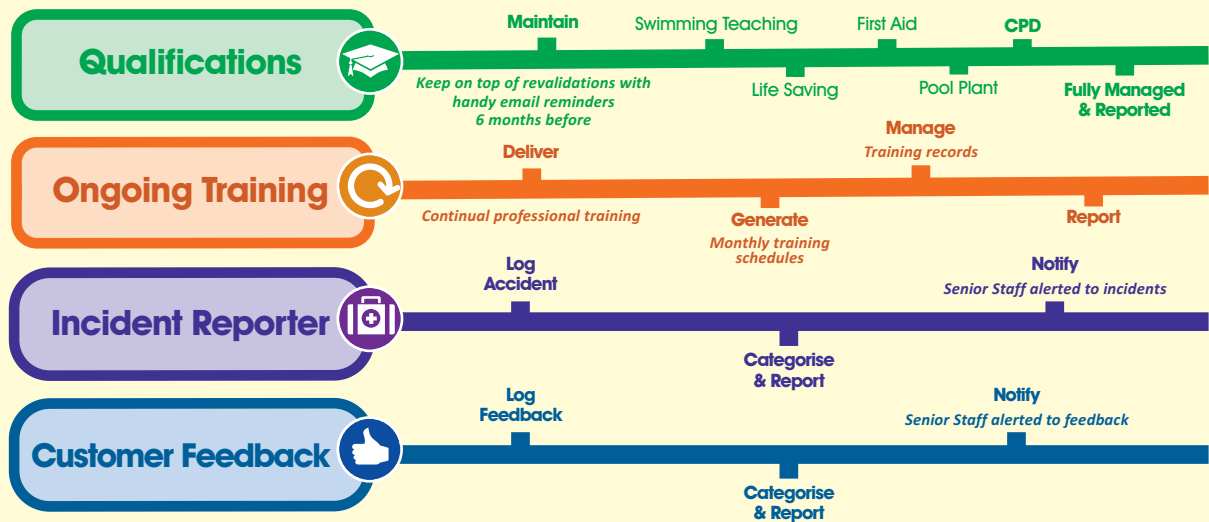 Qualifications
Maintain
Keep on top of revalidations with
handy email reminders
6 months before
Swimming Teaching
Life Saving
First Aid
Pool Plant
CPD
Fully Managed
& Reported
Ongoing Training
Deliver
Continual professional training
Generate
Monthly training
schedules
Manage
Training records
Report
Incident Reporter
Log
Accident
Categorise
& Report
Notify
Senior Staff alerted to incidents
Customer Feedback
Log
Feedback
Categorise
& Report
Notify
Senior Staff alerted to feedback